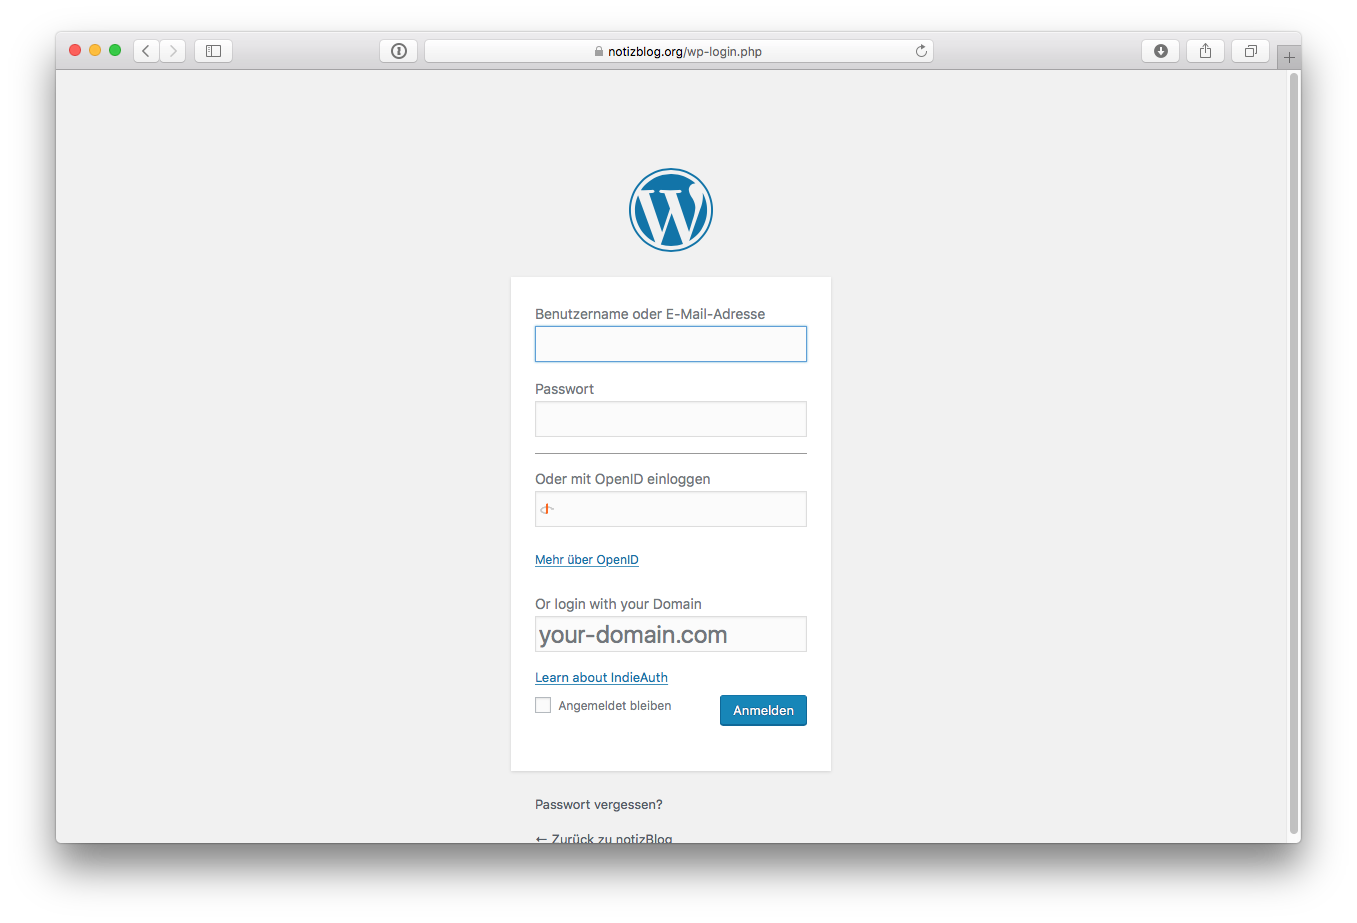 notizblog.org/wp-login.php
Benutzername oder E-Mail-Adresse
Passwort
Oder mit OpenID einloggen
Mehr über OpenID
Or login with your Domain
your-domain.com
Learn about IndieAuth
Angemeldet bleiben
Anmelden
Passwort vergessen?
← Zurück zu notizBlog